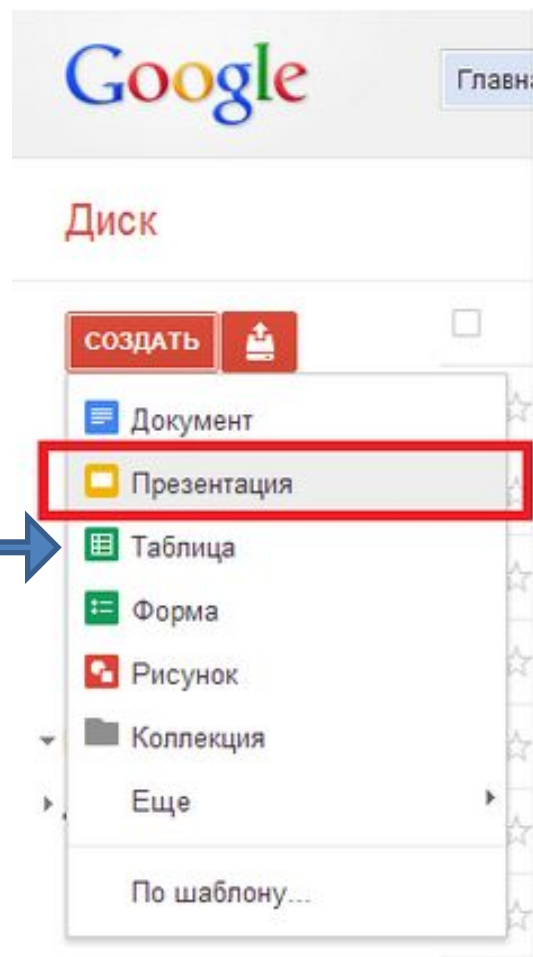 Google
Главна
Диск
СОЗДАТЬ
Документ
Презентация
Таблица
Форма
Рисунок
Коллекция
Еще
По шаблону...